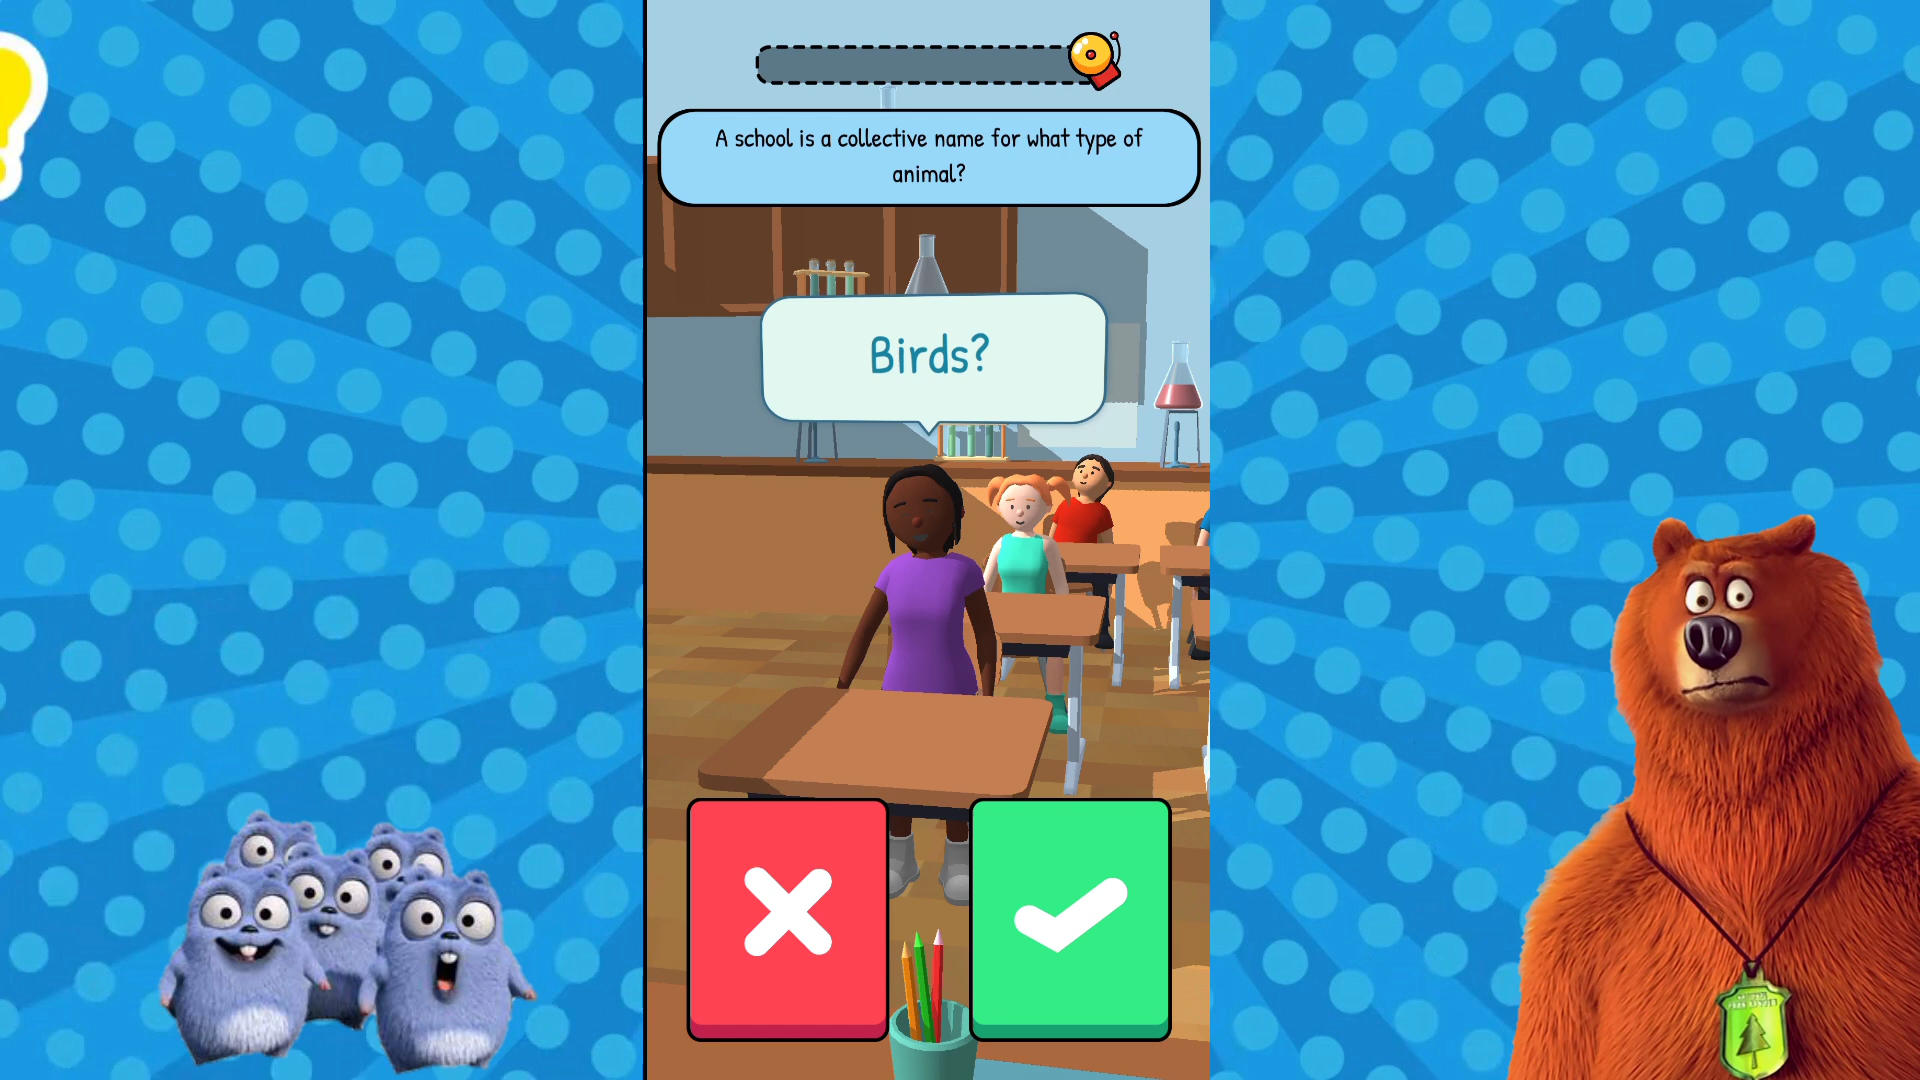 A school is a collective name for what type of
animal?
Birds?